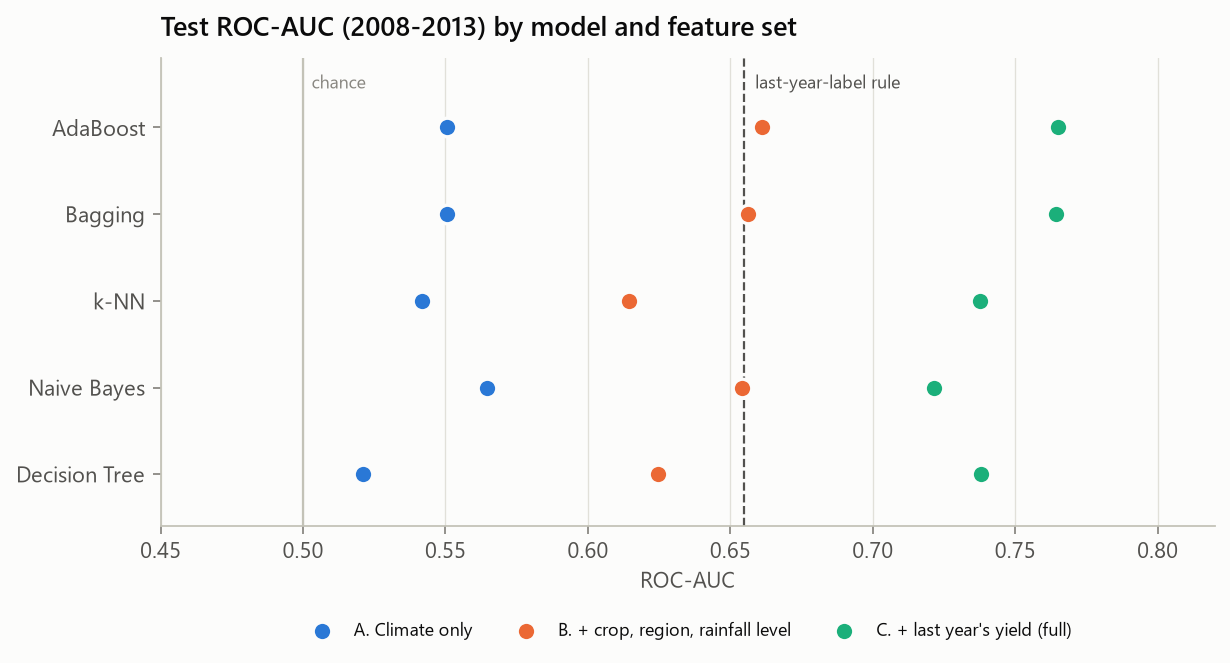 Test ROC-AUC (2008-2013) by model and feature set
chance
last-year-label rule
AdaBoost
Bagging
k-NN
Naive Bayes
Decision Tree
0.45 0.50 0.55 0.60 0.65 0.70 0.75 0.80
ROC-AUC
A. Climate only B. + crop, region, rainfall level C. + last year's yield (full)